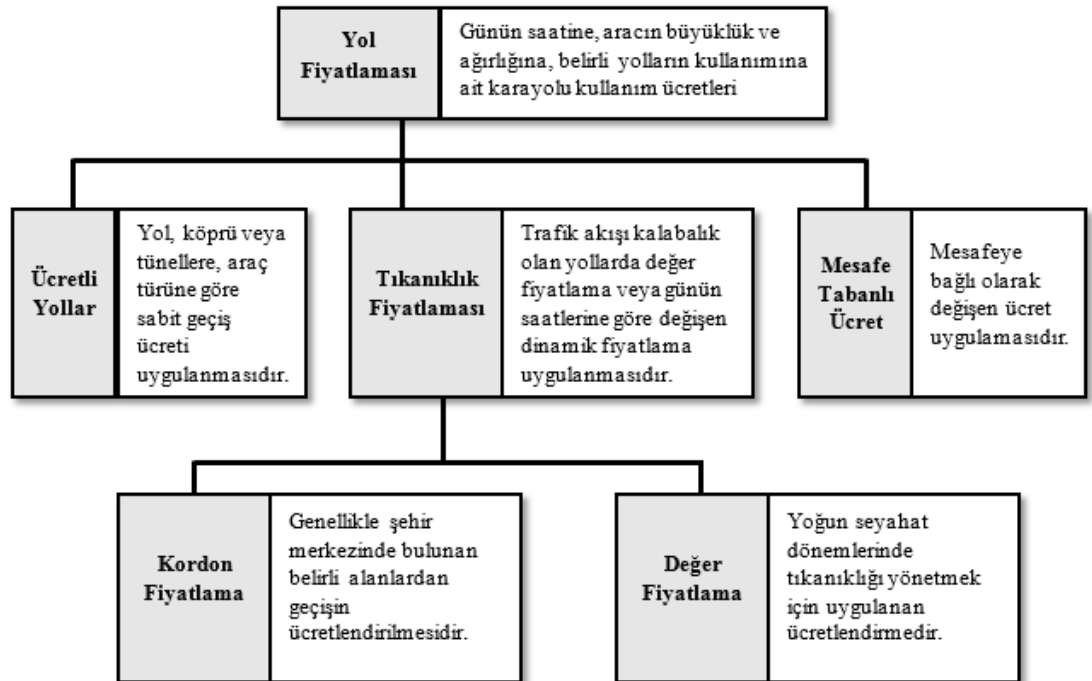 Yol
Fiyatlaması
Günün saatine, aracın büyüklük ve
ağırlığına, belirli yolların kullanımına
ait karayolu kullanım ücretleri
Ücretli
Yollar
Yol, köprü veya
tünellere, araç
türüne göre
sabit geçiş
ücreti
uygulanmasıdır.
Tıkanıklık
Fiyatlaması
Trafik akışı kalabalık
olan yollarda değer
fiyatlama veya günün
saatlerine göre değişen
dinamik fiyatlama
uygulanmasıdır.
Mesafe
Tabanlı
Ücret
Mesafeye
bağlı olarak
değişen ücret
uygulamasıdır.
Kordon
Fiyatlama
Genellikle şehir
merkezinde bulunan
belirli alanlardan
geçişin
ücretlendirilmesidir.
Değer
Fiyatlama
Yoğun seyahat
dönemlerinde
tıkanıklığı yönetmek
için uygulanan
ücretlendirmedir.